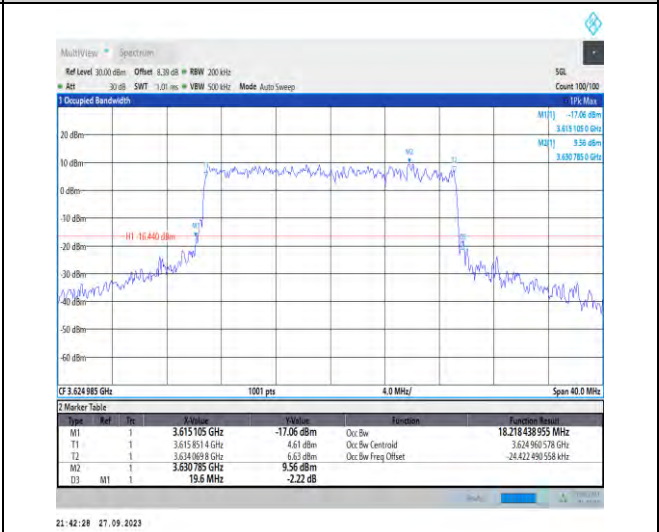 MultiView Spectrum
Ref Level 30.00 dBm Offset 8.39 dB RBW 200 kHz SGL
Att 30 dB SWT 1.01 ms VBW 500 kHz Mode Auto Sweep Count 100/100
1 Occupied Bandwidth 1Pk Max
M1[1] -17.06 dBm
3.615 105 0 GHz
M2[1] 9.56 dBm
3.630 785 0 GHz
20 dBm
10 dBm
0 dBm
-10 dBm
-20 dBm
-30 dBm
-40 dBm
-50 dBm
-60 dBm
M2
T2
M1
H1 -16.440 dBm
CF 3.624 985 GHz 1001 pts 4.0 MHz/ Span 40.0 MHz
2 Marker Table
Type Ref Trc X-Value Y-Value Function Function Result
M1 1 3.615 105 GHz -17.06 dBm Occ Bw 18.218 438 955 MHz
T1 1 3.615 851 4 GHz 4.61 dBm Occ Bw Centroid 3.624 960 578 GHz
T2 1 3.634 069 8 GHz 6.63 dBm Occ Bw Freq Offset -24.422 490 558 kHz
M2 1 3.630 785 GHz 9.56 dBm
D3 M1 1 19.6 MHz -2.22 dB
21:42:28 27.09.2023